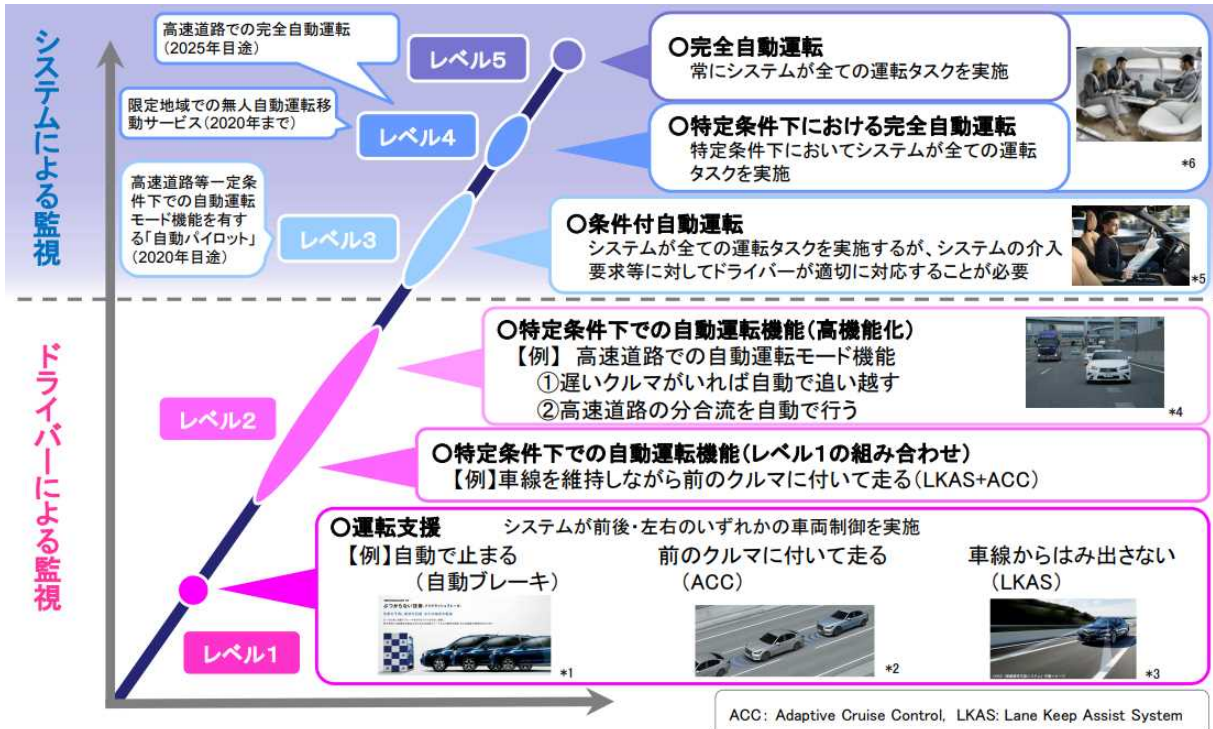 システムによる監視
ドライバーによる監視
高速道路での完全自動運転
(2025年目途)
レベル5
○完全自動運転
常にシステムが全ての運転タスクを実施
限定地域での無人自動運転移
動サービス(2020年まで)
レベル4
○特定条件下における完全自動運転
特定条件下においてシステムが全ての運転
タスクを実施
*6
高速道路等一定条
件下での自動運転
モード機能を有す
る「自動パイロット」
(2020年目途)
レベル3
○条件付自動運転
システムが全ての運転タスクを実施するが、システムの介入
要求等に対してドライバーが適切に対応することが必要
*5
○特定条件下での自動運転機能(高機能化)
【例】 高速道路での自動運転モード機能
①遅いクルマがいれば自動で追い越す
②高速道路の分合流を自動で行う
*4
レベル2
○特定条件下での自動運転機能(レベル1の組み合わせ)
【例】車線を維持しながら前のクルマに付いて走る(LKAS+ACC)
○運転支援 システムが前後・左右のいずれかの車両制御を実施
【例】自動で止まる
(自動ブレーキ)
前のクルマに付いて走る
(ACC)
車線からはみ出さない
(LKAS)
レベル1
*1
*2
*3
ACC: Adaptive Cruise Control, LKAS: Lane Keep Assist System